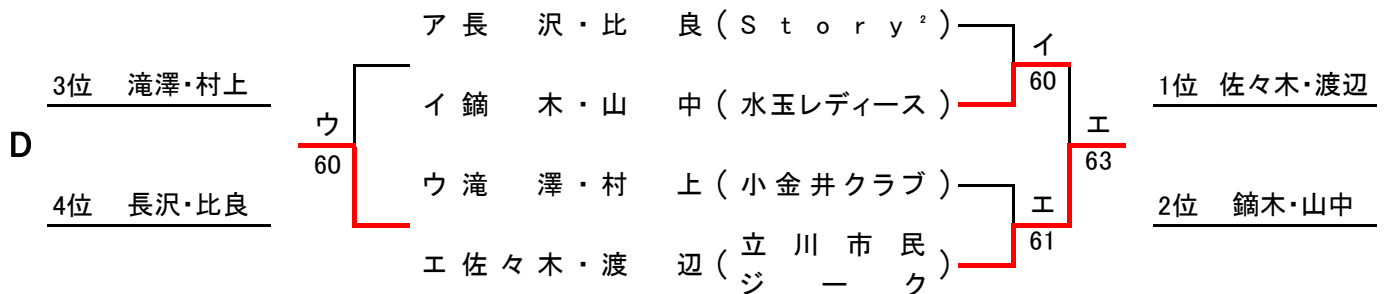 D
3位 滝澤・村上
4位 長沢・比良
ウ
60
ア 長沢・比良 (Story²)
イ 鏑木・山中 (水玉レディース)
ウ 滝澤・村上 (小金井クラブ)
エ 佐々木・渡辺 (立川市民
ジーク)
イ
60
エ
61
エ
63
1位 佐々木・渡辺
2位 鏑木・山中